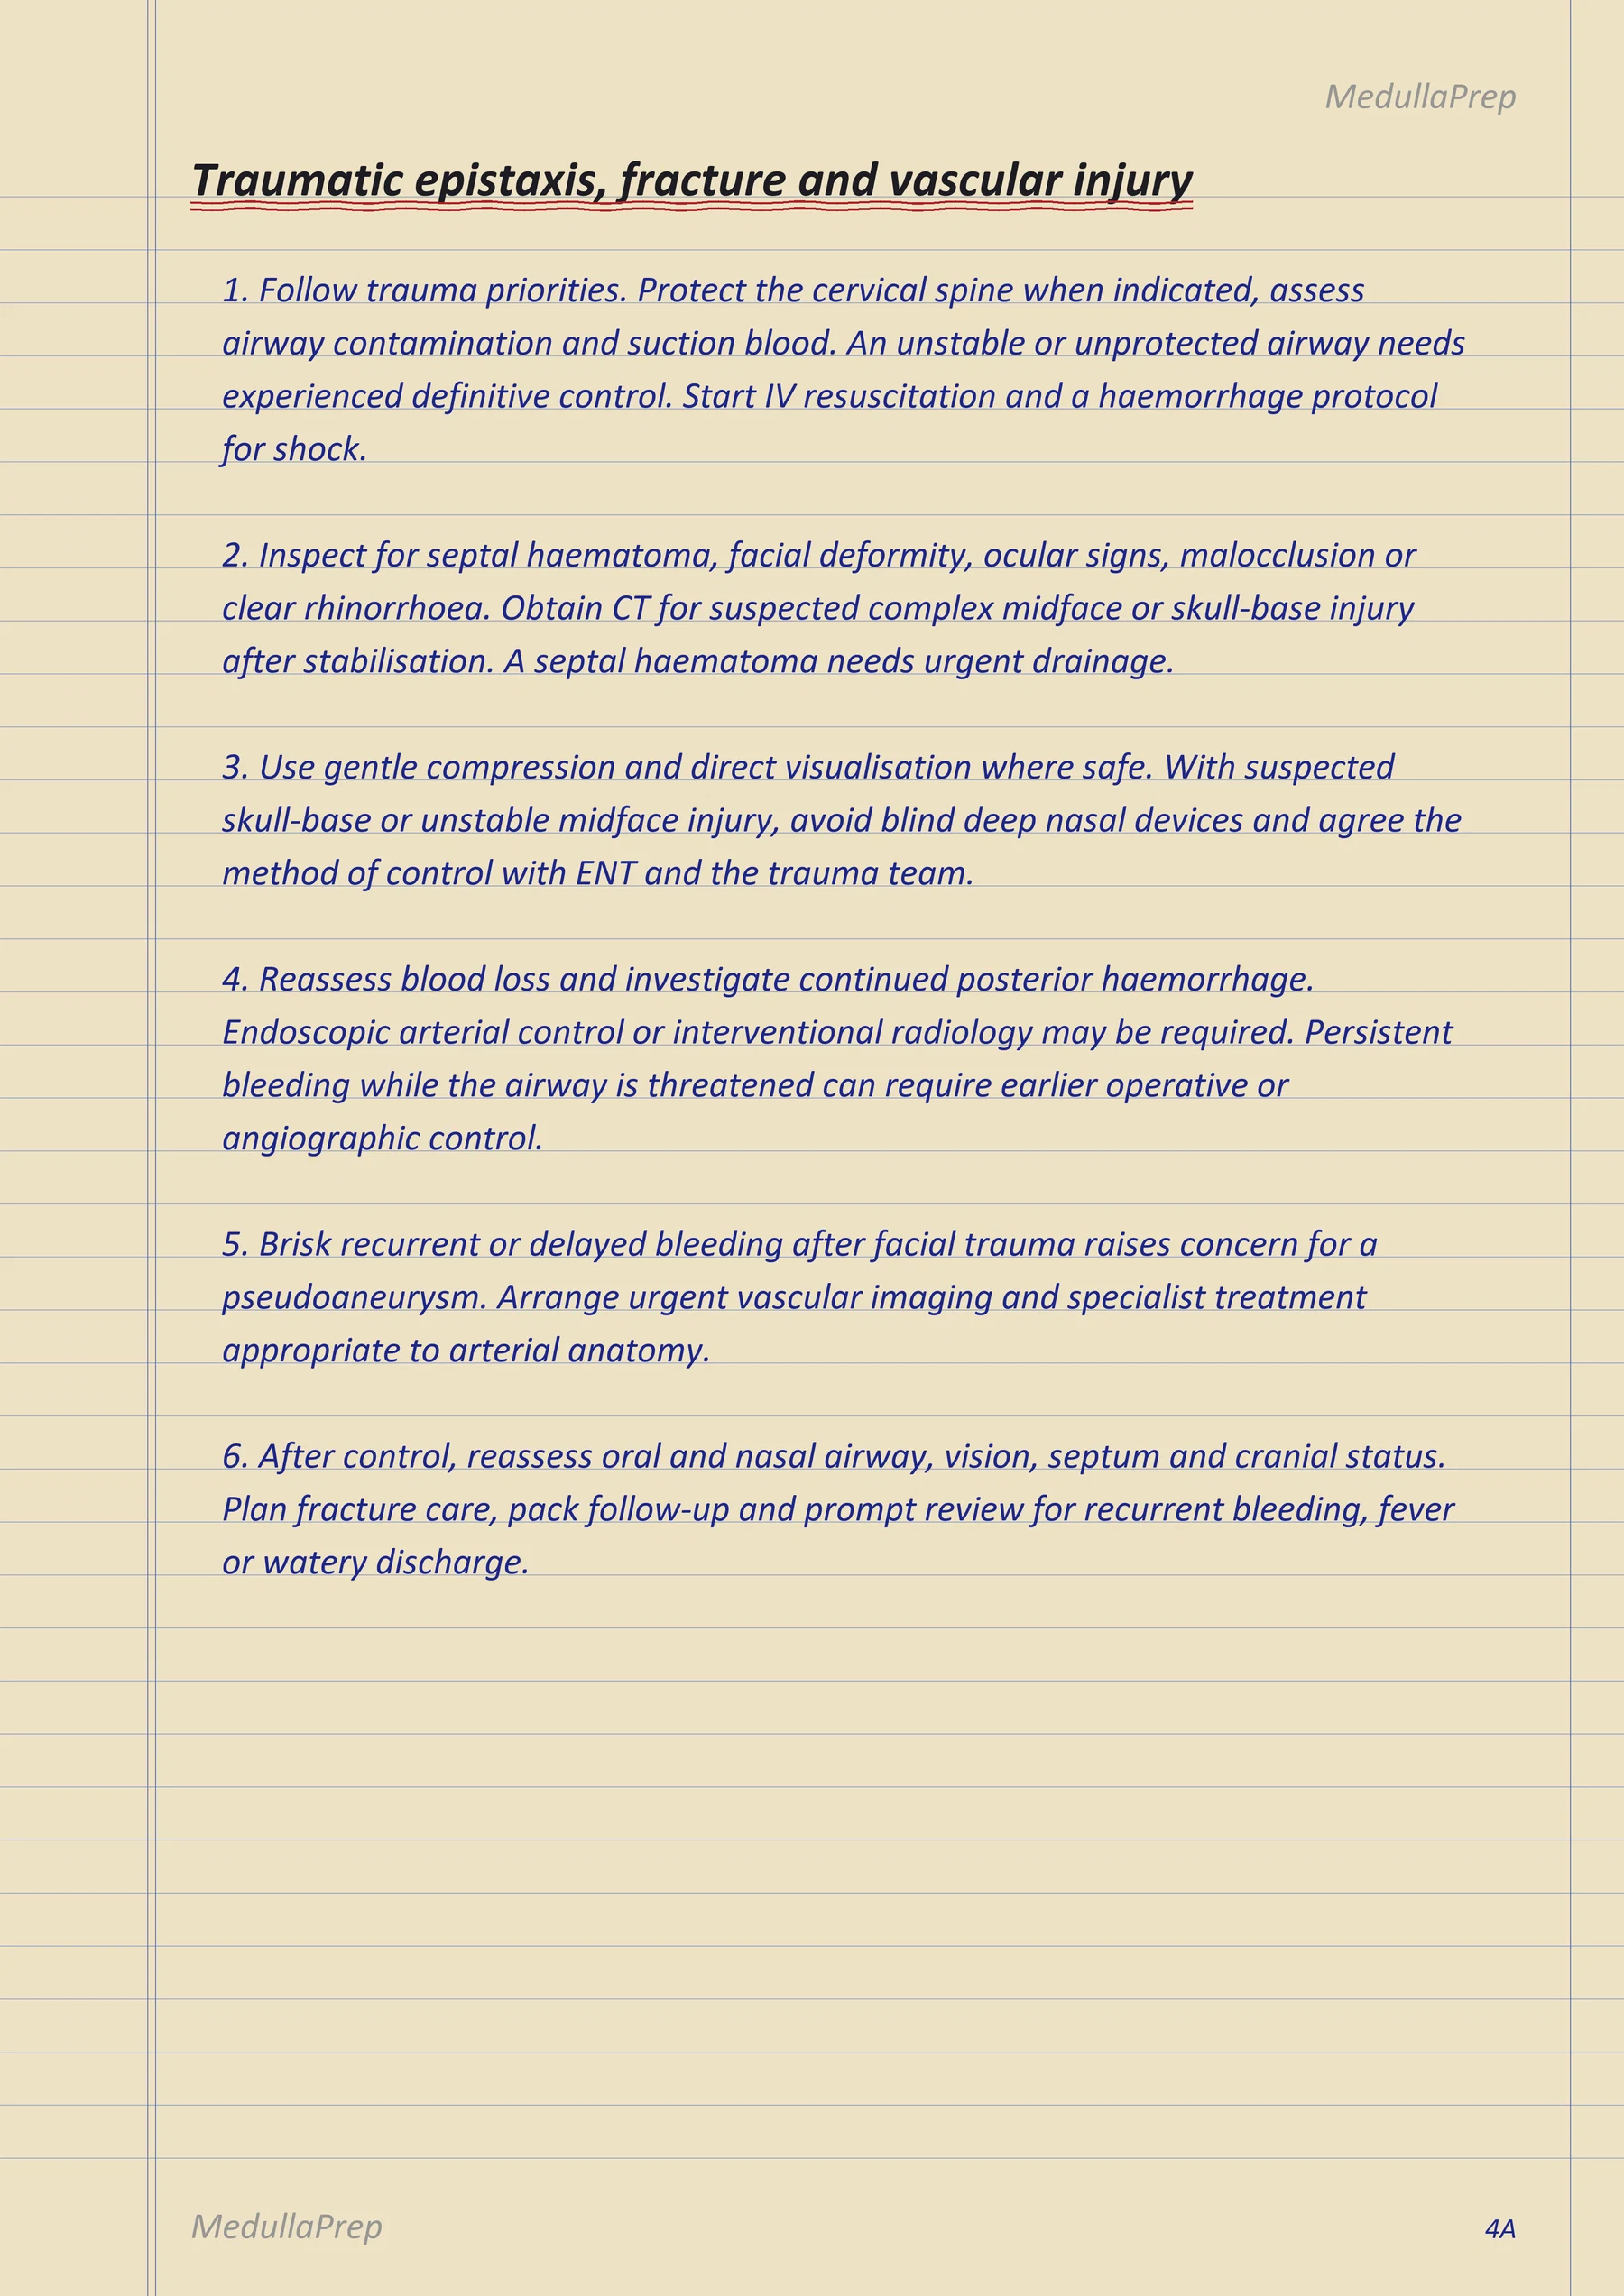 MedullaPrep
Traumatic epistaxis, fracture and vascular injury
1. Follow trauma priorities. Protect the cervical spine when indicated, assess
airway contamination and suction blood. An unstable or unprotected airway needs
experienced definitive control. Start IV resuscitation and a haemorrhage protocol
for shock.
2. Inspect for septal haematoma, facial deformity, ocular signs, malocclusion or
clear rhinorrhoea. Obtain CT for suspected complex midface or skull-base injury
after stabilisation. A septal haematoma needs urgent drainage.
3. Use gentle compression and direct visualisation where safe. With suspected
skull-base or unstable midface injury, avoid blind deep nasal devices and agree the
method of control with ENT and the trauma team.
4. Reassess blood loss and investigate continued posterior haemorrhage.
Endoscopic arterial control or interventional radiology may be required. Persistent
bleeding while the airway is threatened can require earlier operative or
angiographic control.
5. Brisk recurrent or delayed bleeding after facial trauma raises concern for a
pseudoaneurysm. Arrange urgent vascular imaging and specialist treatment
appropriate to arterial anatomy.
6. After control, reassess oral and nasal airway, vision, septum and cranial status.
Plan fracture care, pack follow-up and prompt review for recurrent bleeding, fever
or watery discharge.
MedullaPrep
4A